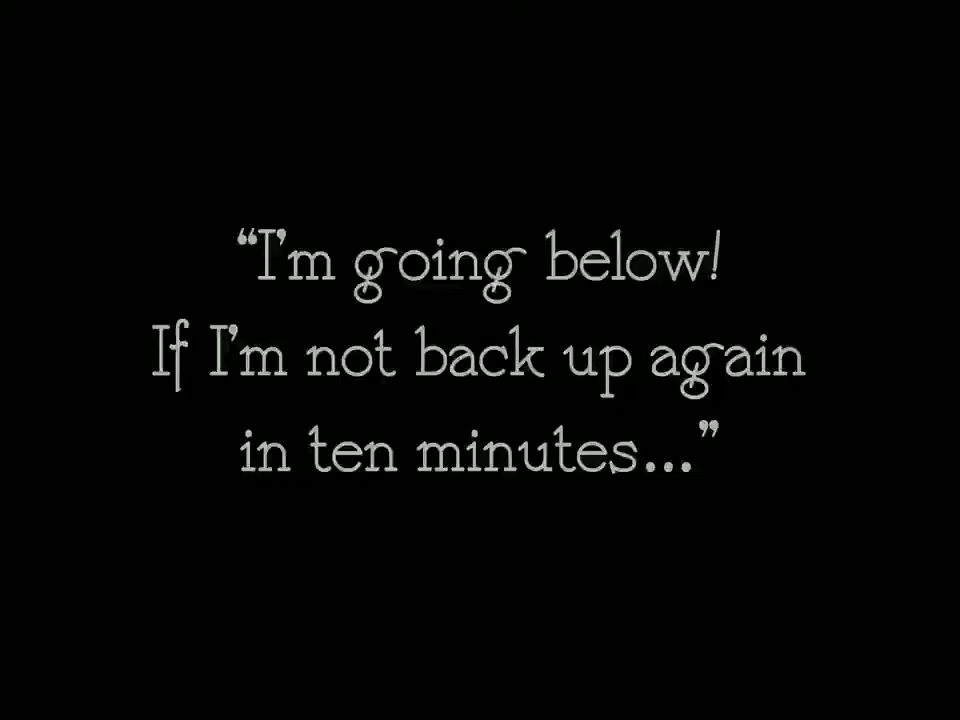 “I’m going below!
If I’m not back up again
in ten minutes...”